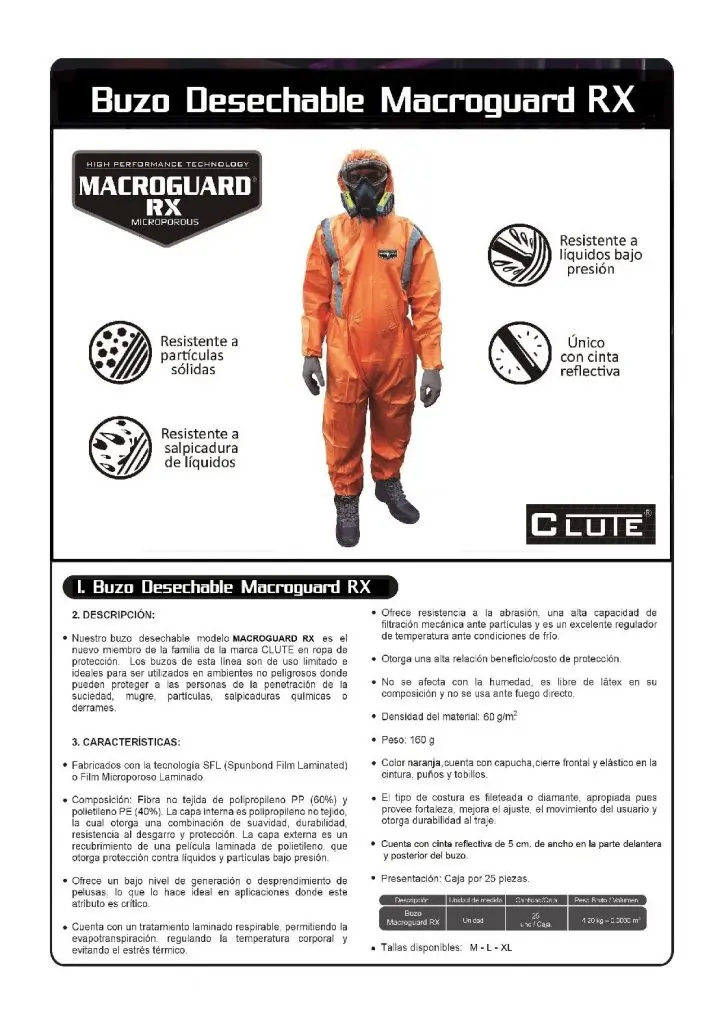 Buzo Desechable Macroguard RX
HIGH PERFORMANCE TECHNOLOGY
MACROGUARD®
RX
MICROPOROUS
Resistente a
partículas
sólidas
Resistente a
salpicadura
de líquidos
Resistente a
líquidos bajo
presión
Único
con cinta
reflectiva
CLUTE®
1. Buzo Desechable Macroguard RX
2. DESCRIPCIÓN:
• Nuestro buzo desechable modelo MACROGUARD RX es el
nuevo miembro de la familia de la marca CLUTE en ropa de
protección. Los buzos de esta línea son de uso limitado e
ideales para ser utilizados en ambientes no peligrosos donde
pueden proteger a las personas de la penetración de la
suciedad, mugre, partículas, salpicaduras químicas o
derrames.
3. CARACTERÍSTICAS:
• Fabricados con la tecnología SFL (Spunbond Film Laminated)
o Film Microporoso Laminado
• Composición: Fibra no tejida de polipropileno PP (60%) y
polietileno PE (40%). La capa interna es polipropileno no tejido,
la cual otorga una combinación de suavidad, durabilidad,
resistencia al desgarro y protección. La capa externa es un
recubrimiento de una película laminada de polietileno, que
otorga protección contra líquidos y partículas bajo presión.
• Ofrece un bajo nivel de generación o desprendimiento de
pelusas, lo que lo hace ideal en aplicaciones donde este
atributo es crítico.
• Cuenta con un tratamiento laminado respirable, permitiendo la
evapotranspiración, regulando la temperatura corporal y
evitando el estrés térmico.
• Ofrece resistencia a la abrasión, una alta capacidad de
filtración mecánica ante partículas y es un excelente regulador
de temperatura ante condiciones de frío.
• Otorga una alta relación beneficio/costo de protección.
• No se afecta con la humedad, es libre de látex en su
composición y no se usa ante fuego directo.
• Densidad del material: 60 g/m²
• Peso: 160 g
• Color naranja,cuenta con capucha,cierre frontal y elástico en la
cintura, puños y tobillos.
• El tipo de costura es fileteada o diamante, apropiada pues
provee fortaleza, mejora el ajuste, el movimiento del usuario y
otorga durabilidad al traje.
• Cuenta con cinta reflectiva de 5 cm. de ancho en la parte delantera
y posterior del buzo.
• Presentación: Caja por 25 piezas.
Descripción Unidad de medida Cantidad/Caja Peso Bruto / Volumen
Buzo
Macroguard RX Unidad 25
und / Caja. 4.20 kg –
• Tallas disponibles: M - L - XL